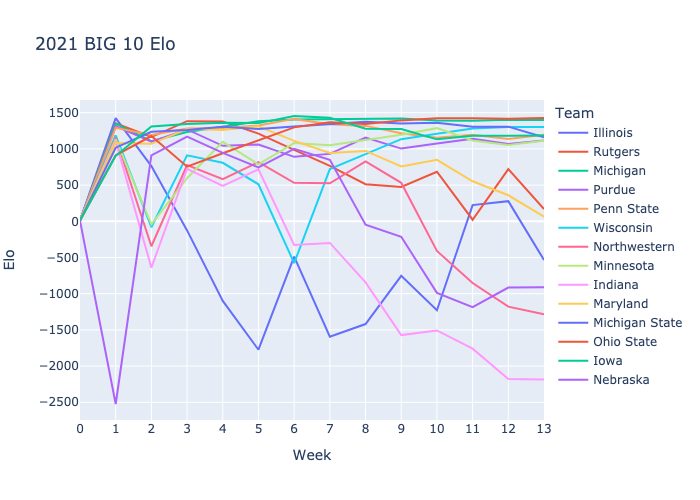 2021 BIG 10 Elo
Elo
1500
1000
500
0
−500
−1000
−1500
−2000
−2500
0 1 2 3 4 5 6 7 8 9 10 11 12 13
Week
Team
Illinois
Rutgers
Michigan
Purdue
Penn State
Wisconsin
Northwestern
Minnesota
Indiana
Maryland
Michigan State
Ohio State
Iowa
Nebraska